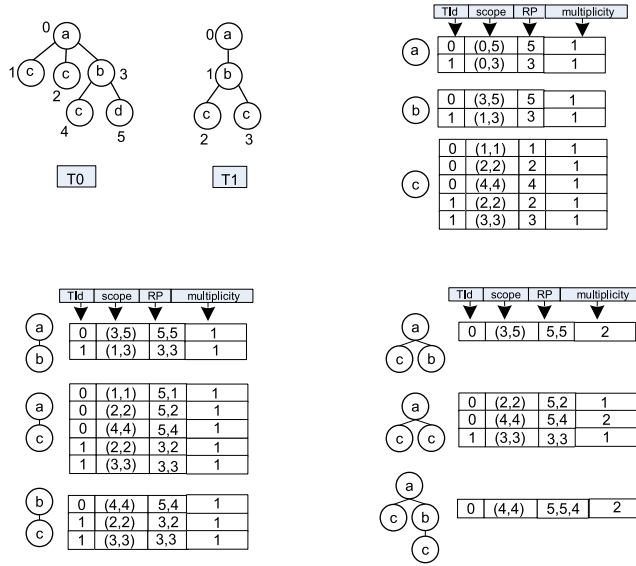 0 a
1 c c b 3
2
c d
4 5
T0
0 a
1 b
c c
2 3
T1
TId scope RP multiplicity
a
0 (0,5) 5 1
1 (0,3) 3 1
b
0 (3,5) 5 1
1 (1,3) 3 1
c
0 (1,1) 1 1
0 (2,2) 2 1
0 (4,4) 4 1
1 (2,2) 2 1
1 (3,3) 3 1
TId scope RP multiplicity
a
b
0 (3,5) 5,5 1
1 (1,3) 3,3 1
a
c
0 (1,1) 5,1 1
0 (2,2) 5,2 1
0 (4,4) 5,4 1
1 (2,2) 3,2 1
1 (3,3) 3,3 1
b
c
0 (4,4) 5,4 1
1 (2,2) 3,2 1
1 (3,3) 3,3 1
TId scope RP multiplicity
a
c b
0 (3,5) 5,5 2
a
c c
0 (2,2) 5,2 1
0 (4,4) 5,4 2
1 (3,3) 3,3 1
a
c b
c
0 (4,4) 5,5,4 2